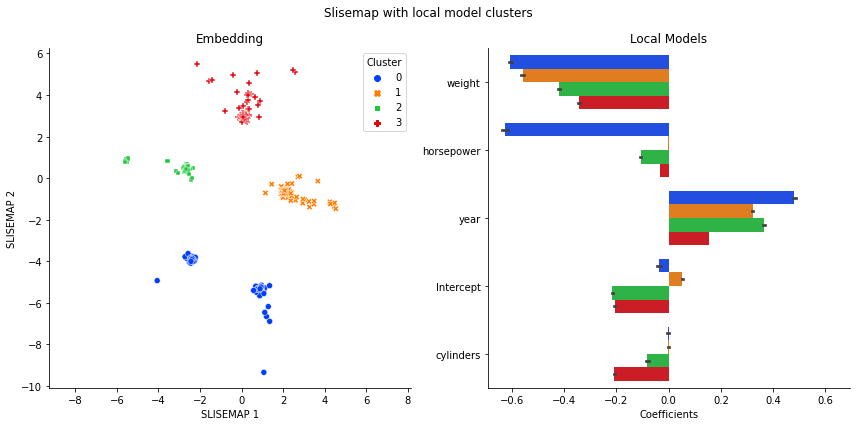 Slisemap with local model clusters
Embedding
6
4
2
0
−2
−4
−6
−8
−10
SLISEMAP 2
−8 −6 −4 −2 0 2 4 6 8
SLISEMAP 1
Cluster
0
1
2
3
Local Models
weight
horsepower
year
Intercept
cylinders
−0.6 −0.4 −0.2 0.0 0.2 0.4 0.6
Coefficients